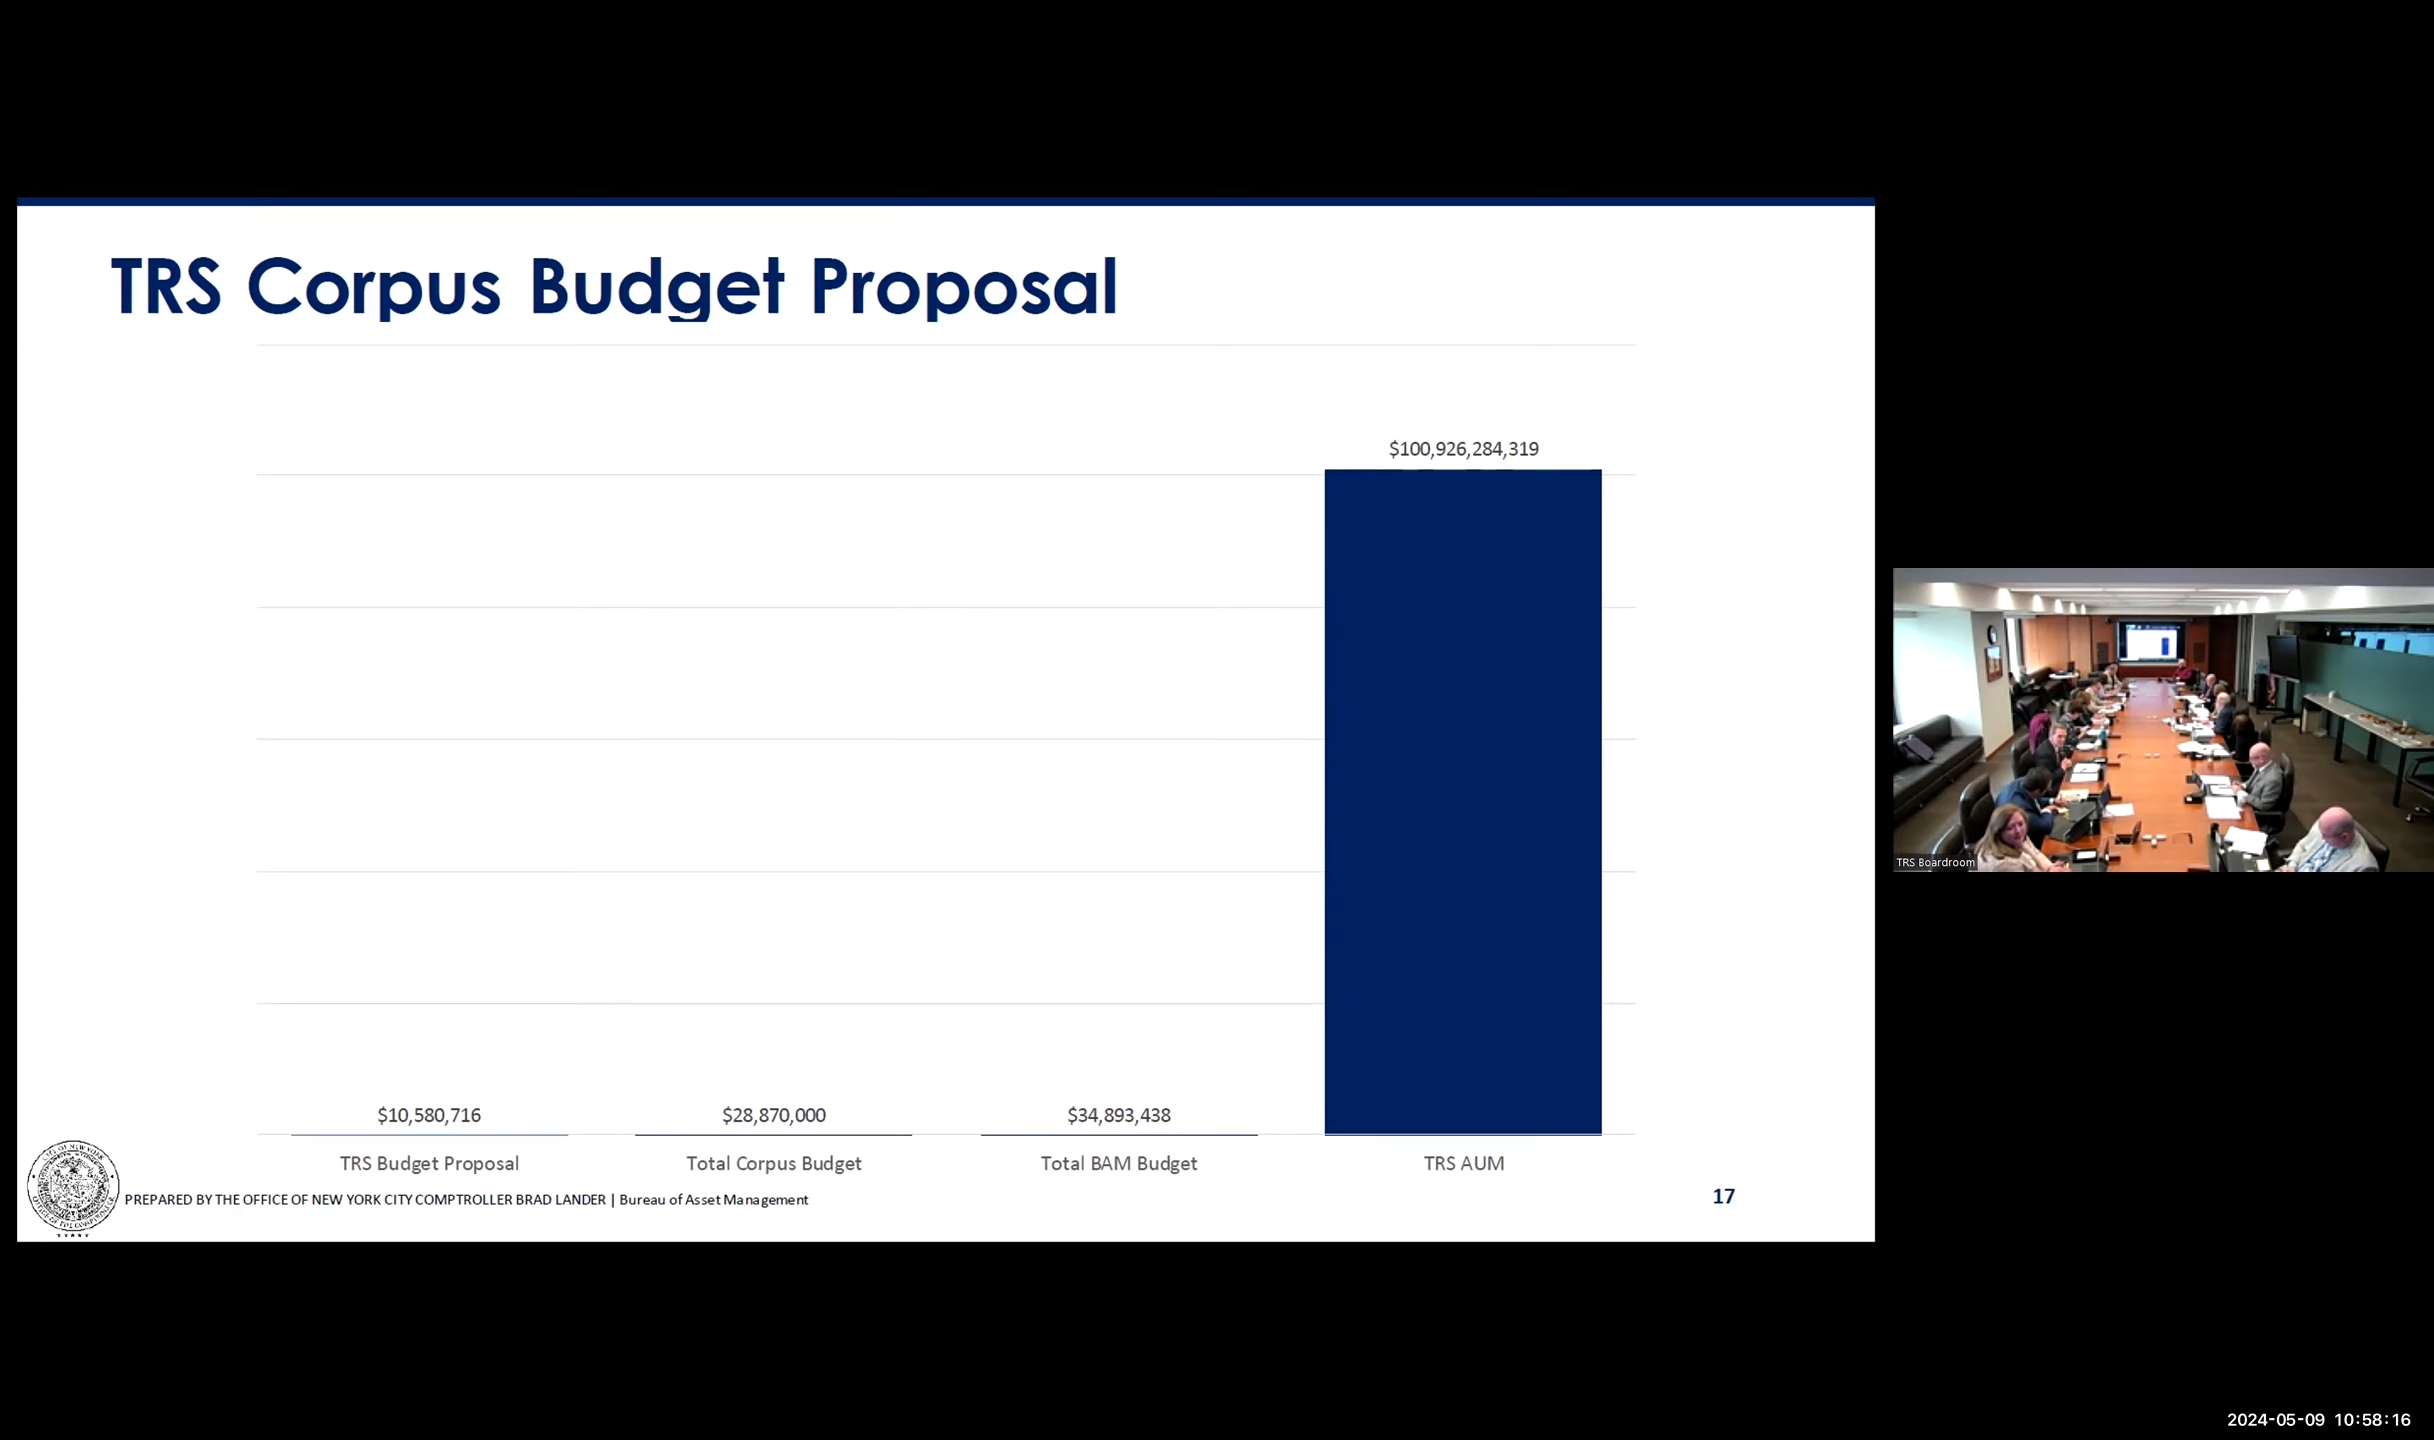 TRS Corpus Budget Proposal
$100,926,284,319
$10,580,716
$28,870,000
$34,893,438
TRS Budget Proposal
Total Corpus Budget
Total BAM Budget
TRS AUM
PREPARED BY THE OFFICE OF NEW YORK CITY COMPTROLLER BRAD LANDER | Bureau of Asset Management
17
TRS Boardroom
2024-05-09 10:58:16